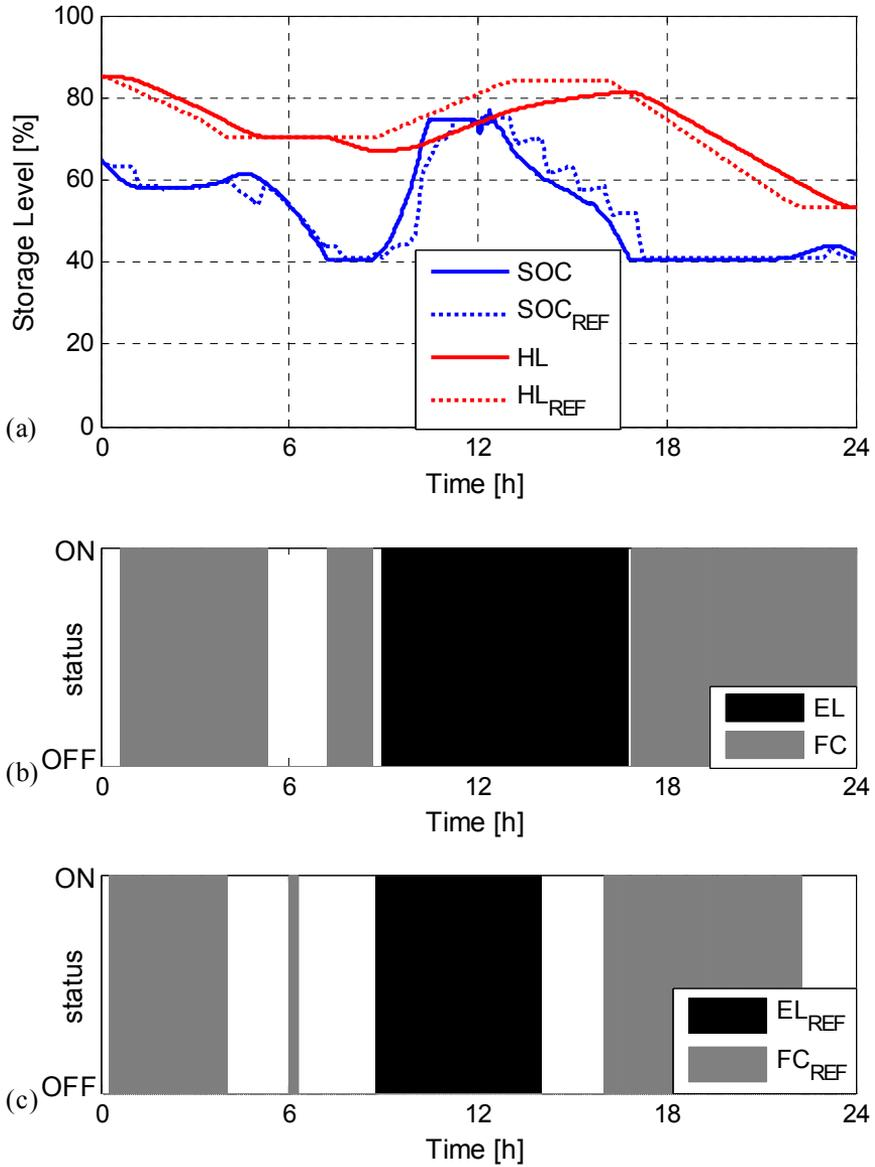 100
80
60
40
20
0
Storage Level [%]
SOC
SOC_REF
HL
HL_REF
(a)
0 6 12 18 24
Time [h]
ON
status
OFF
EL
FC
(b)
0 6 12 18 24
Time [h]
ON
status
OFF
EL_REF
FC_REF
(c)
0 6 12 18 24
Time [h]